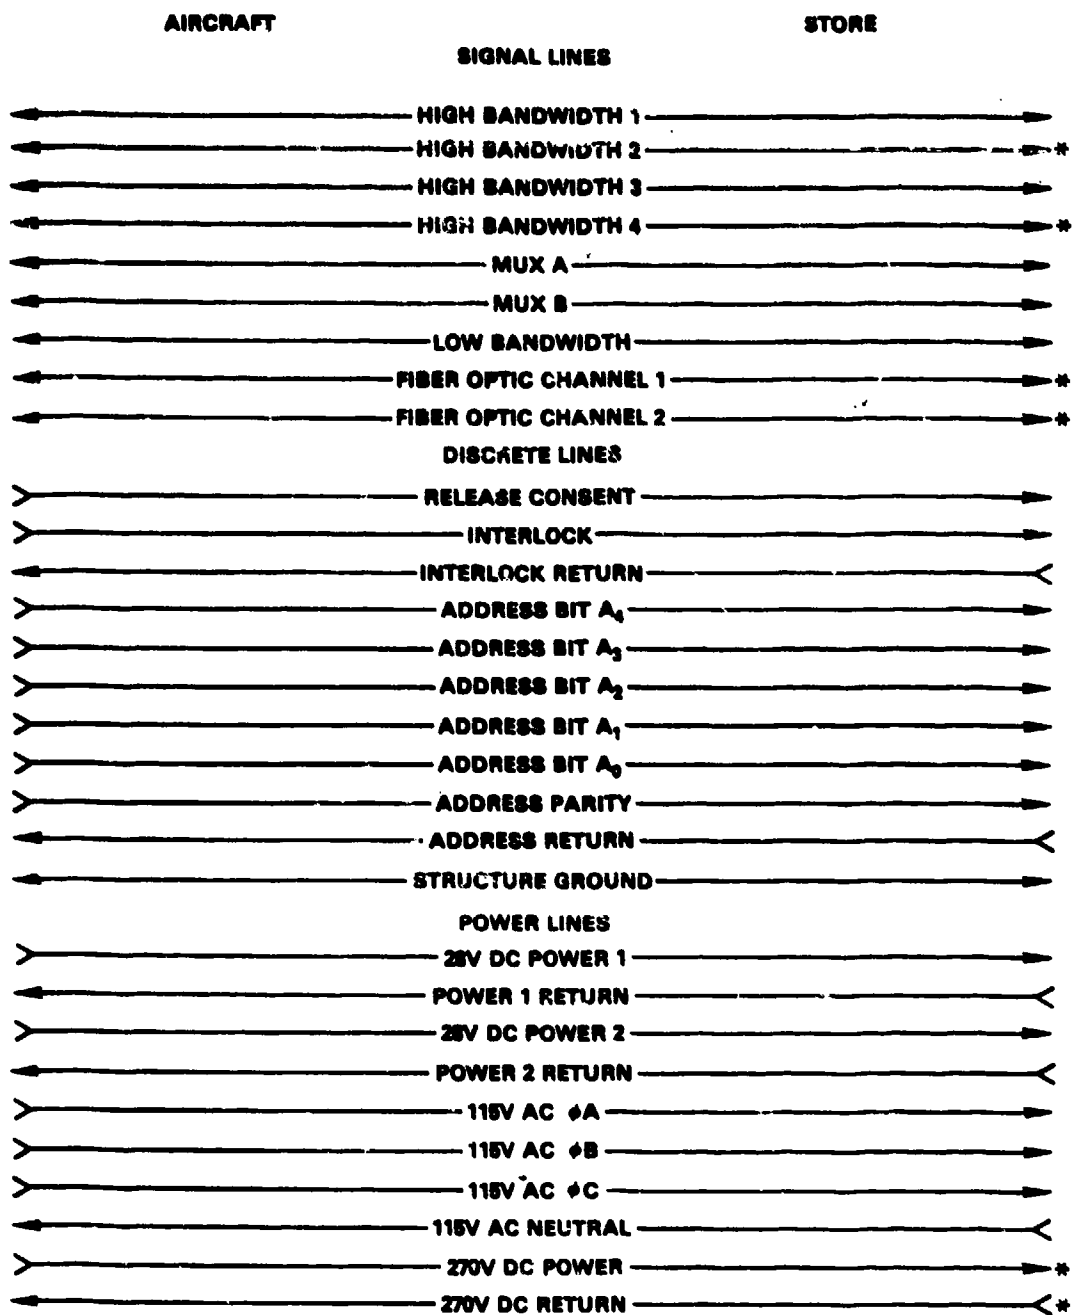 AIRCRAFT STORE
SIGNAL LINES
HIGH BANDWIDTH 1
HIGH BANDWIDTH 2 *
HIGH BANDWIDTH 3
HIGH BANDWIDTH 4 *
MUX A
MUX B
LOW BANDWIDTH
FIBER OPTIC CHANNEL 1 *
FIBER OPTIC CHANNEL 2 *
DISCRETE LINES
RELEASE CONSENT
INTERLOCK
INTERLOCK RETURN
ADDRESS BIT A₄
ADDRESS BIT A₃
ADDRESS BIT A₂
ADDRESS BIT A₁
ADDRESS BIT A₀
ADDRESS PARITY
ADDRESS RETURN
STRUCTURE GROUND
POWER LINES
28V DC POWER 1
POWER 1 RETURN
28V DC POWER 2
POWER 2 RETURN
115V AC ϕA
115V AC ϕB
115V AC ϕC
115V AC NEUTRAL
270V DC POWER *
270V DC RETURN *